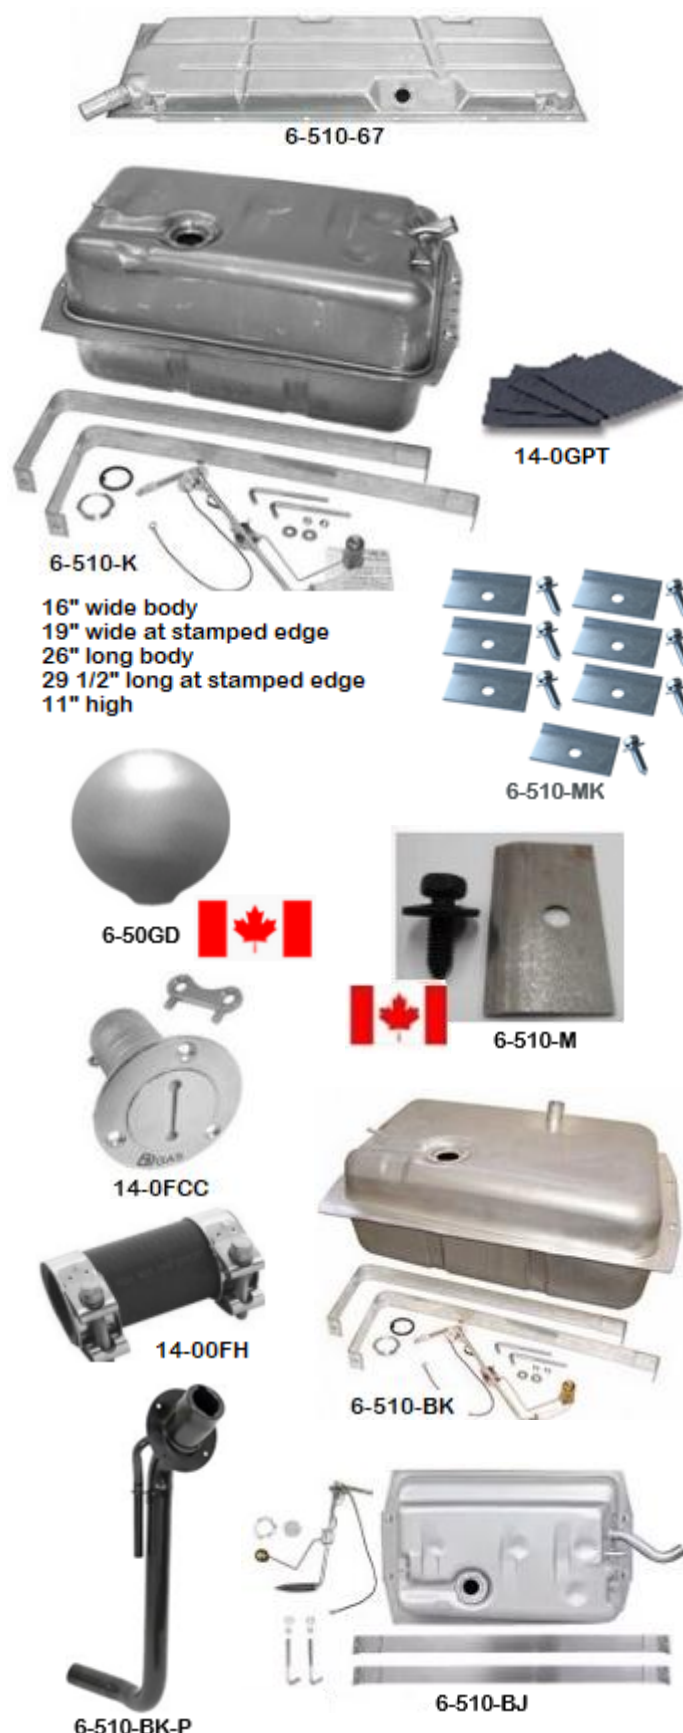 6-510-67
14-0GPT
6-510-K
16" wide body
19" wide at stamped edge
26" long body
29 1/2" long at stamped edge
11" high
6-510-MK
6-50GD
6-510-M
GAS
14-0FCC
14-00FH
6-510-BK
6-510-BK-P
6-510-BJ